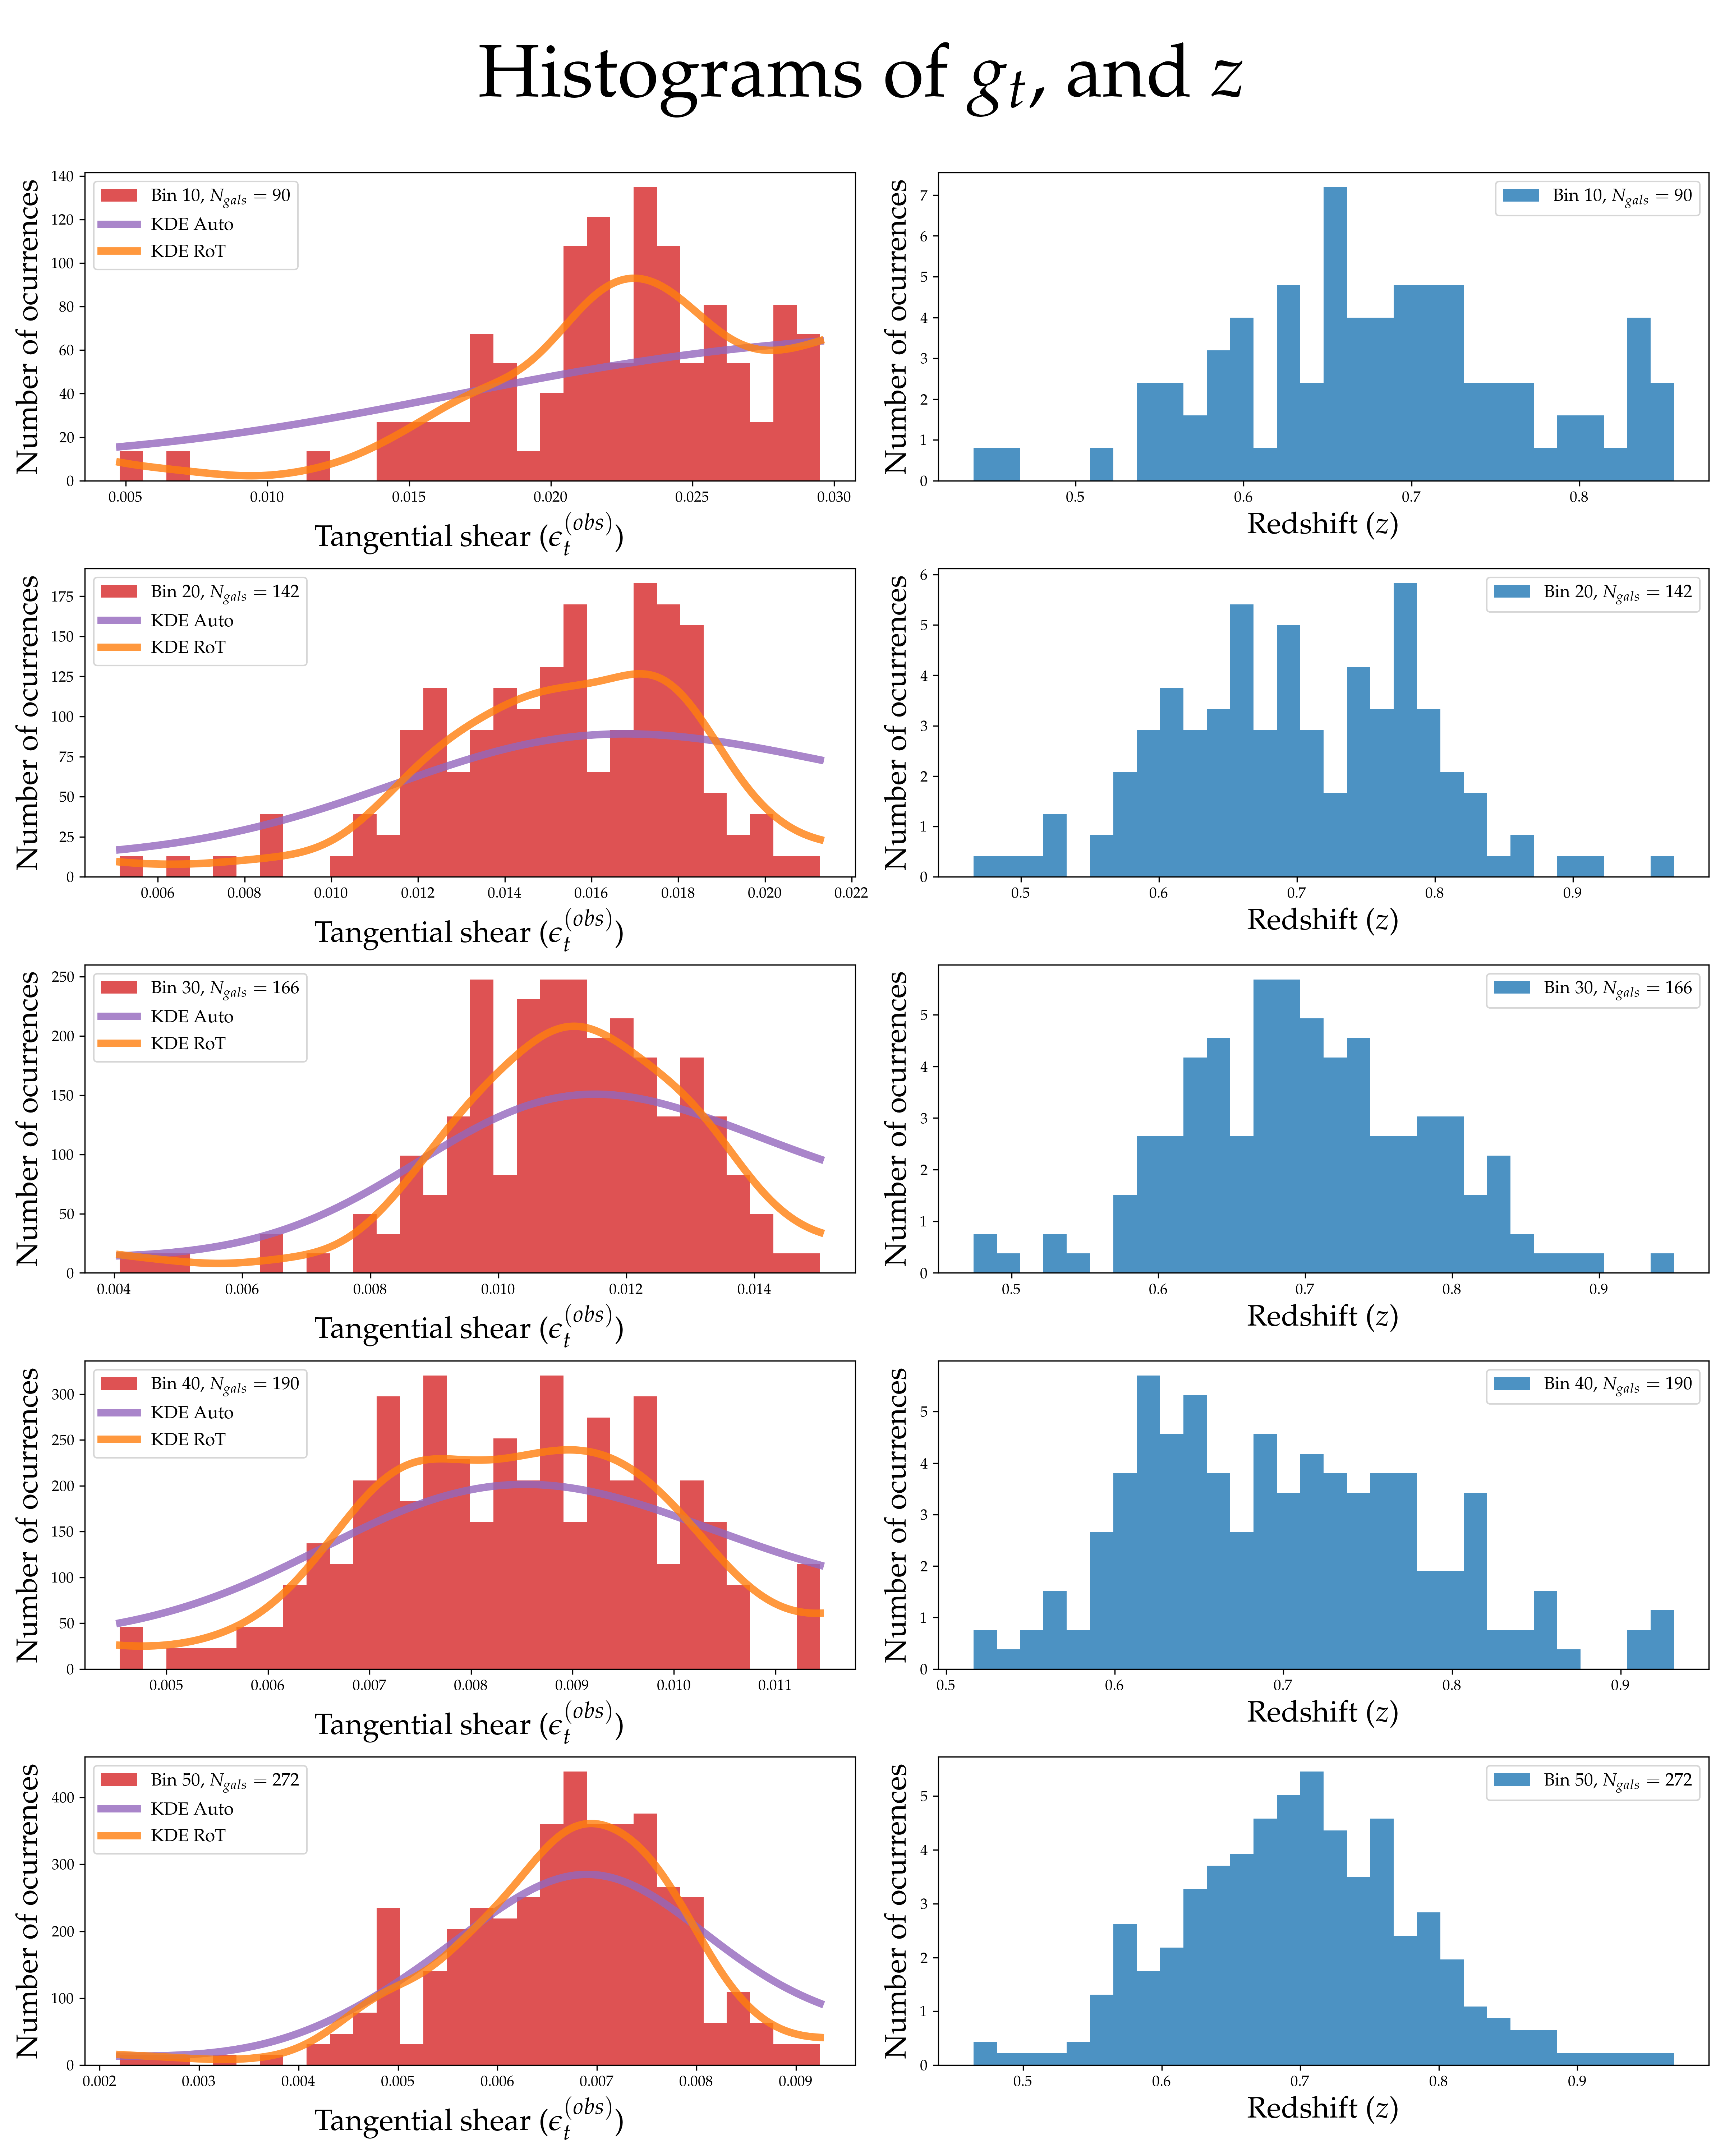 Histograms of g_t, and z
Number of ocurrences
140
120
100
80
60
40
20
0
Bin 10, N_gals = 90
KDE Auto
KDE RoT
0.005 0.010 0.015 0.020 0.025 0.030
Tangential shear (ϵ_t^(obs))
Number of ocurrences
7
6
5
4
3
2
1
0
Bin 10, N_gals = 90
0.5 0.6 0.7 0.8
Redshift (z)
Number of ocurrences
175
150
125
100
75
50
25
0
Bin 20, N_gals = 142
KDE Auto
KDE RoT
0.006 0.008 0.010 0.012 0.014 0.016 0.018 0.020 0.022
Tangential shear (ϵ_t^(obs))
Number of ocurrences
6
5
4
3
2
1
0
Bin 20, N_gals = 142
0.5 0.6 0.7 0.8 0.9
Redshift (z)
Number of ocurrences
250
200
150
100
50
0
Bin 30, N_gals = 166
KDE Auto
KDE RoT
0.004 0.006 0.008 0.010 0.012 0.014
Tangential shear (ϵ_t^(obs))
Number of ocurrences
5
4
3
2
1
0
Bin 30, N_gals = 166
0.5 0.6 0.7 0.8 0.9
Redshift (z)
Number of ocurrences
300
250
200
150
100
50
0
Bin 40, N_gals = 190
KDE Auto
KDE RoT
0.005 0.006 0.007 0.008 0.009 0.010 0.011
Tangential shear (ϵ_t^(obs))
Number of ocurrences
5
4
3
2
1
0
Bin 40, N_gals = 190
0.5 0.6 0.7 0.8 0.9
Redshift (z)
Number of ocurrences
400
300
200
100
0
Bin 50, N_gals = 272
KDE Auto
KDE RoT
0.002 0.003 0.004 0.005 0.006 0.007 0.008 0.009
Tangential shear (ϵ_t^(obs))
Number of ocurrences
5
4
3
2
1
0
Bin 50, N_gals = 272
0.5 0.6 0.7 0.8 0.9
Redshift (z)